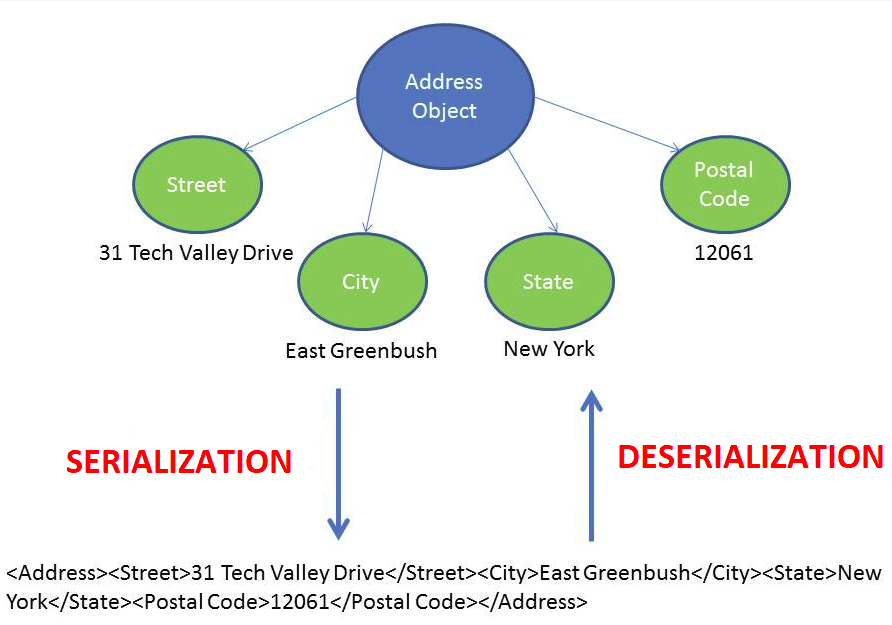 Address
Object
Street
Postal
Code
31 Tech Valley Drive
12061
City
State
East Greenbush
New York
SERIALIZATION
DESERIALIZATION
<Address><Street>31 Tech Valley Drive</Street><City>East Greenbush</City><State>New
York</State><Postal Code>12061</Postal Code></Address>